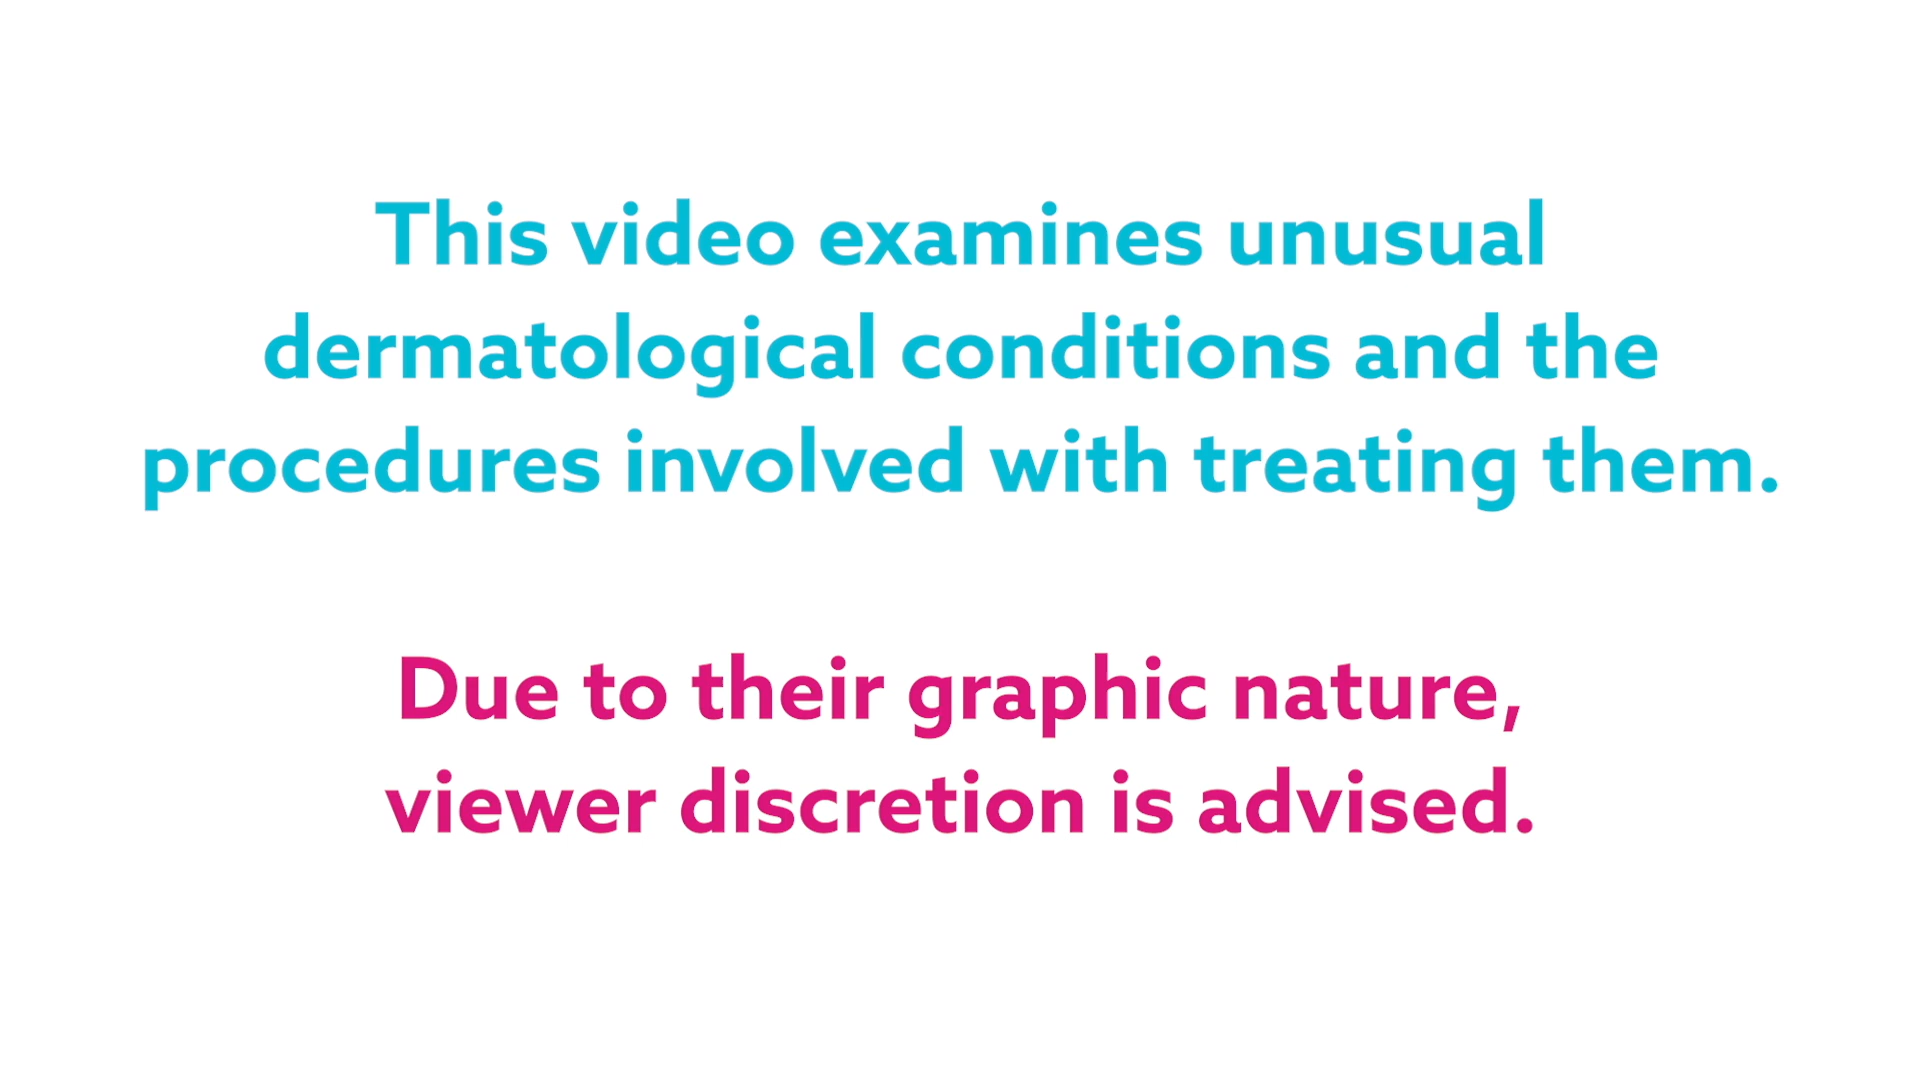 This video examines unusual
dermatological conditions and the
procedures involved with treating them.
Due to their graphic nature,
viewer discretion is advised.